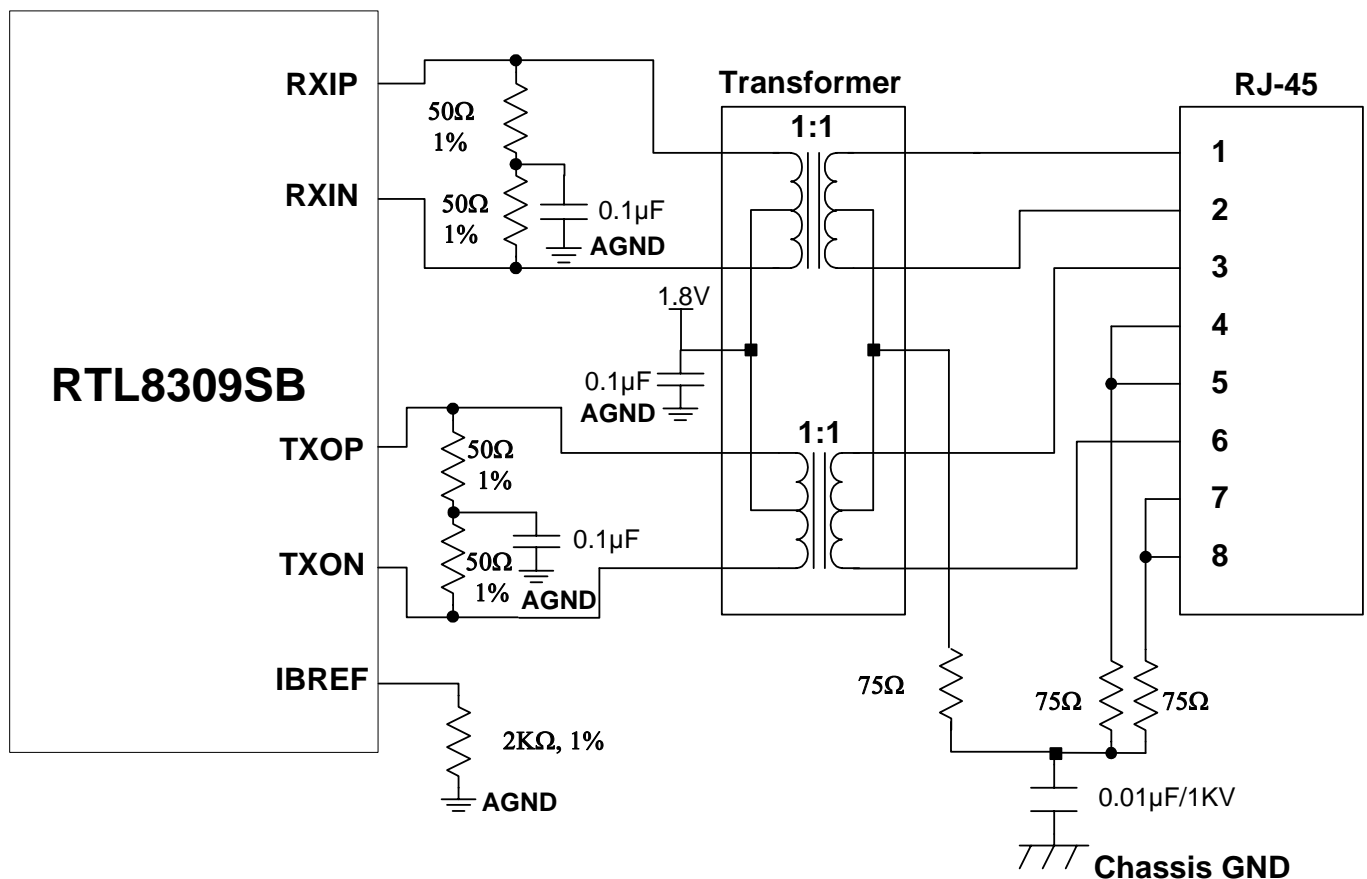 Transformer
RJ-45
RXIP
50Ω
1%
1:1
1
RXIN
50Ω
1%
0.1µF
AGND
2
3
1.8V
4
RTL8309SB
0.1µF
AGND
5
TXOP
50Ω
1%
1:1
6
7
TXON
50Ω
1%
0.1µF
AGND
8
IBREF
75Ω
75Ω
75Ω
2KΩ, 1%
AGND
0.01µF/1KV
Chassis GND